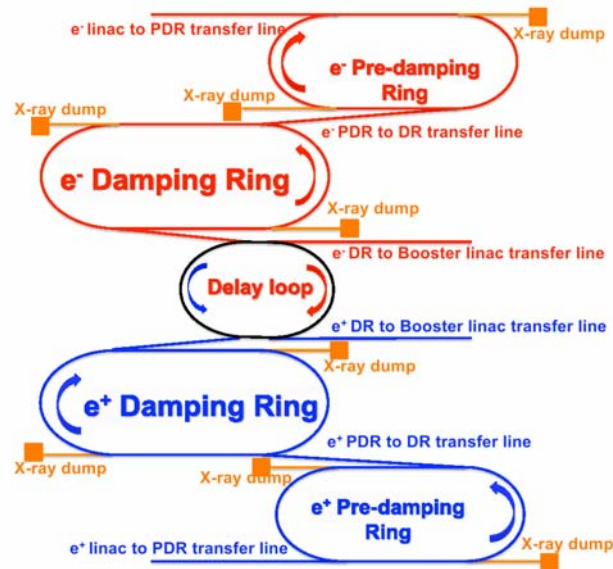 e⁻ linac to PDR transfer line
X-ray dump
e⁻ Pre-damping
Ring
X-ray dump
X-ray dump
e⁻ PDR to DR transfer line
e⁻ Damping Ring
X-ray dump
e⁻ DR to Booster linac transfer line
Delay loop
e⁺ DR to Booster linac transfer line
X-ray dump
e⁺ Damping Ring
e⁺ PDR to DR transfer line
X-ray dump
X-ray dump
e⁺ Pre-damping
Ring
X-ray dump
e⁺ linac to PDR transfer line